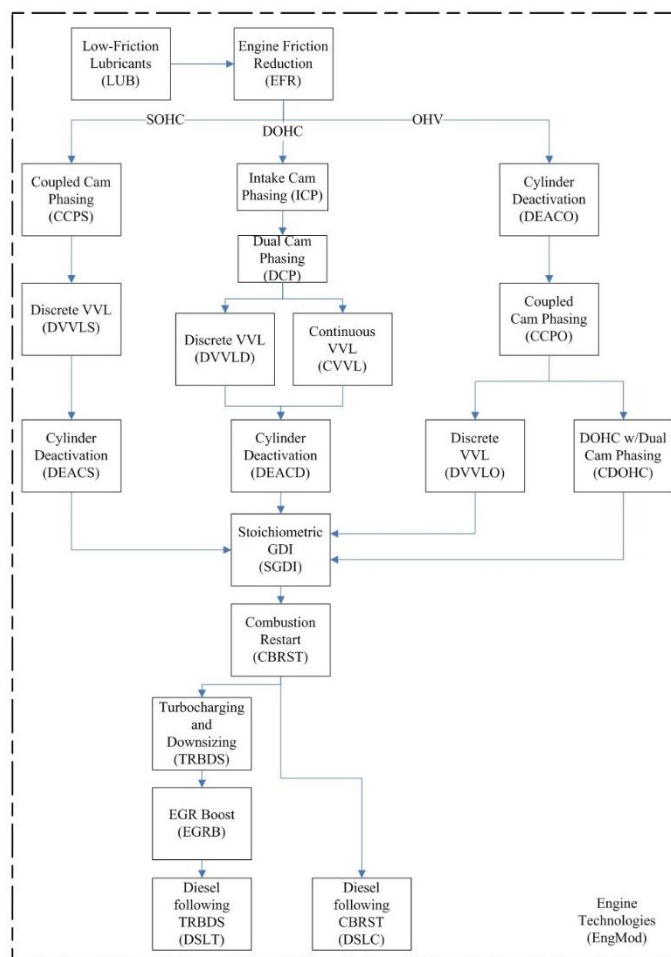 Low-Friction
Lubricants
(LUB)
Engine Friction
Reduction
(EFR)
SOHC
DOHC
OHV
Coupled Cam
Phasing
(CCPS)
Intake Cam
Phasing (ICP)
Cylinder
Deactivation
(DEACO)
Dual Cam
Phasing
(DCP)
Discrete VVL
(DVVLS)
Discrete VVL
(DVVLD)
Continuous
VVL
(CVVL)
Coupled
Cam Phasing
(CCPO)
Cylinder
Deactivation
(DEACS)
Cylinder
Deactivation
(DEACD)
Discrete
VVL
(DVVLO)
DOHC w/Dual
Cam Phasing
(CDOHC)
Stoichiometric
GDI
(SGDI)
Combustion
Restart
(CBRST)
Turbocharging
and
Downsizing
(TRBDS)
EGR Boost
(EGRB)
Diesel
following
TRBDS
(DSLT)
Diesel
following
CBRST
(DSLC)
Engine
Technologies
(EngMod)